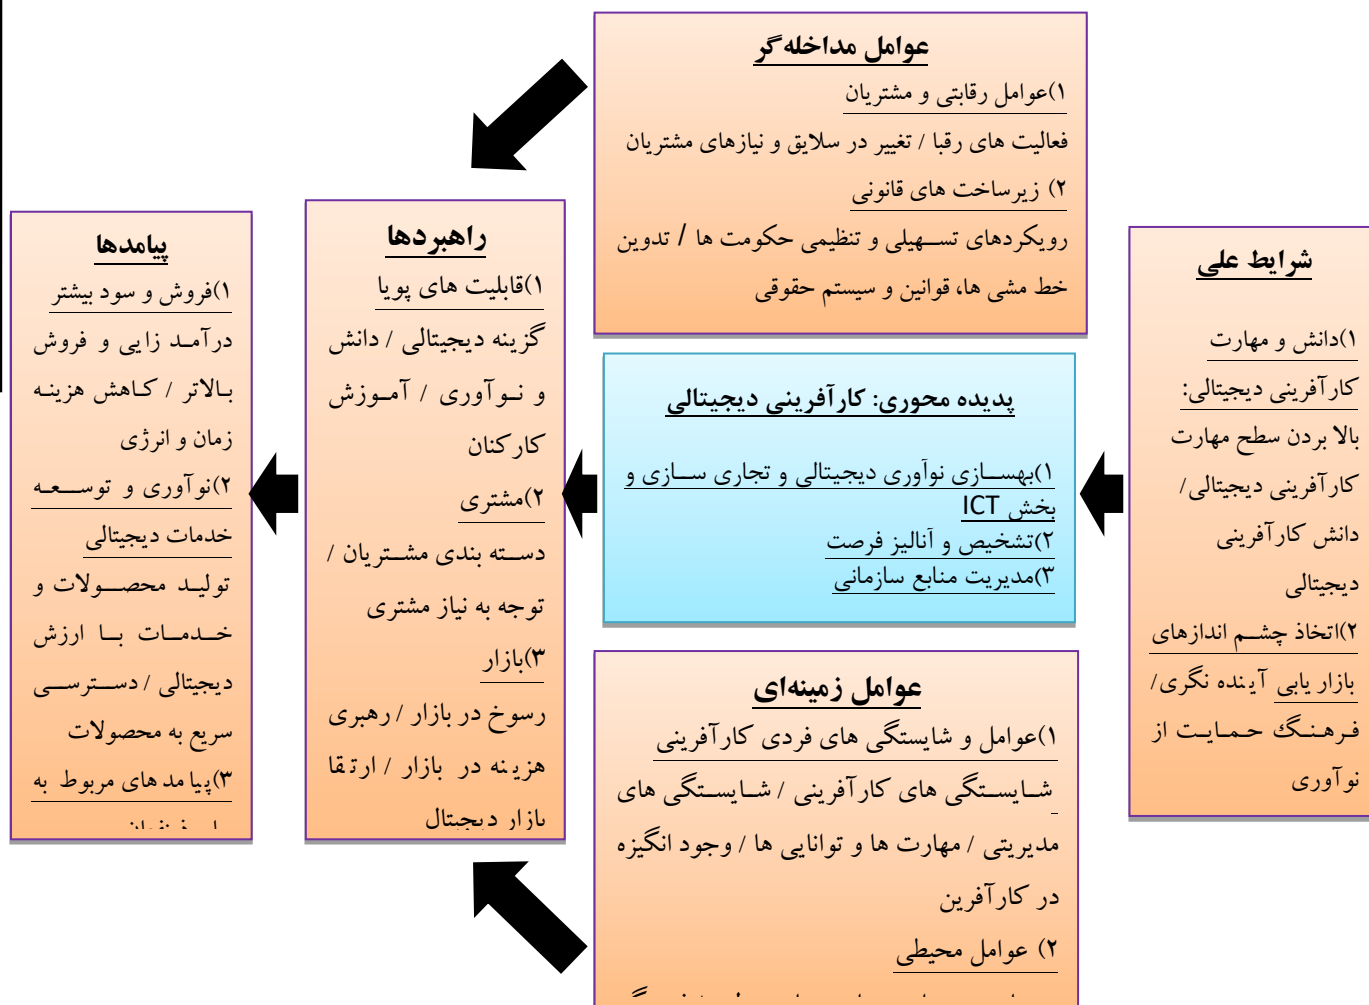 عوامل مداخله‌گر
۱)عوامل رقابتی و مشتریان
فعالیت های رقبا / تغییر در سلایق و نیازهای مشتریان
۲) زیرساخت های قانونی
رویکردهای تسهیلی و تنظیمی حکومت ها / تدوین
خط مشی ها، قوانین و سیستم حقوقی
شرایط علی
۱)دانش و مهارت
کارآفرینی دیجیتالی:
بالا بردن سطح مهارت
کارآفرینی دیجیتالی/
دانش کارآفرینی
دیجیتالی
۲)اتخاذ چشم اندازهای
بازار یابی آینده نگری/
فرهنگ حمایت از
نوآوری
پدیده محوری: کارآفرینی دیجیتالی
۱)بهسازی نوآوری دیجیتالی و تجاری سازی و
بخش ICT
۲)تشخیص و آنالیز فرصت
۳)مدیریت منابع سازمانی
عوامل زمینه‌ای
۱)عوامل و شایستگی های فردی کارآفرینی
شایستگی های کارآفرینی / شایستگی های
مدیریتی / مهارت ها و توانایی ها / وجود انگیزه
در کارآفرین
۲) عوامل محیطی
راهبردها
۱)قابلیت های پویا
گزینه دیجیتالی / دانش
و نوآوری / آموزش
کارکنان
۲)مشتری
دسته بندی مشتریان /
توجه به نیاز مشتری
۳)بازار
رسوخ در بازار / رهبری
هزینه در بازار / ارتقا
بازار دیجیتال
پیامدها
۱)فروش و سود بیشتر
درآمد زایی و فروش
بالاتر / کاهش هزینه
زمان و انرژی
۲)نوآوری و توسعه
خدمات دیجیتالی
تولید محصولات و
خدمات با ارزش
دیجیتالی / دسترسی
سریع به محصولات
۳)پیامدهای مربوط به